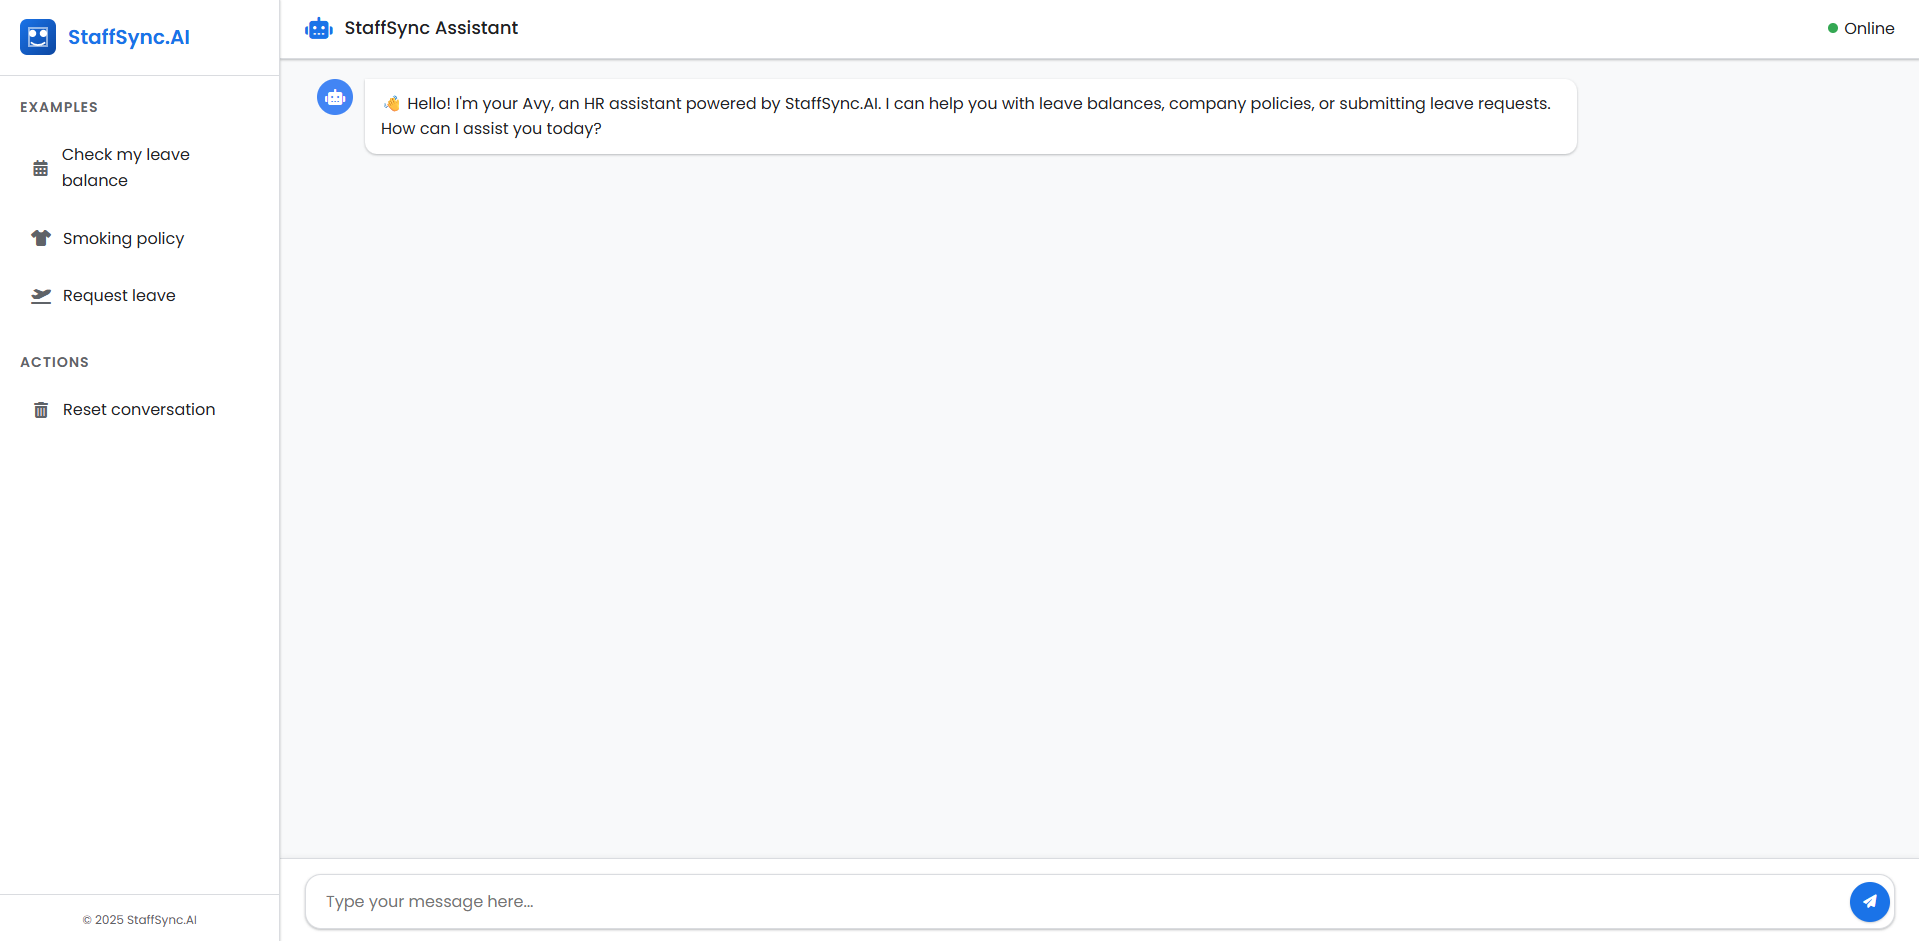 StaffSync.AI
EXAMPLES
Check my leave
balance
Smoking policy
Request leave
ACTIONS
Reset conversation
© 2025 StaffSync.AI
StaffSync Assistant
Online
👋 Hello! I'm your Avy, an HR assistant powered by StaffSync.AI. I can help you with leave balances, company policies, or submitting leave requests.
How can I assist you today?
Type your message here...